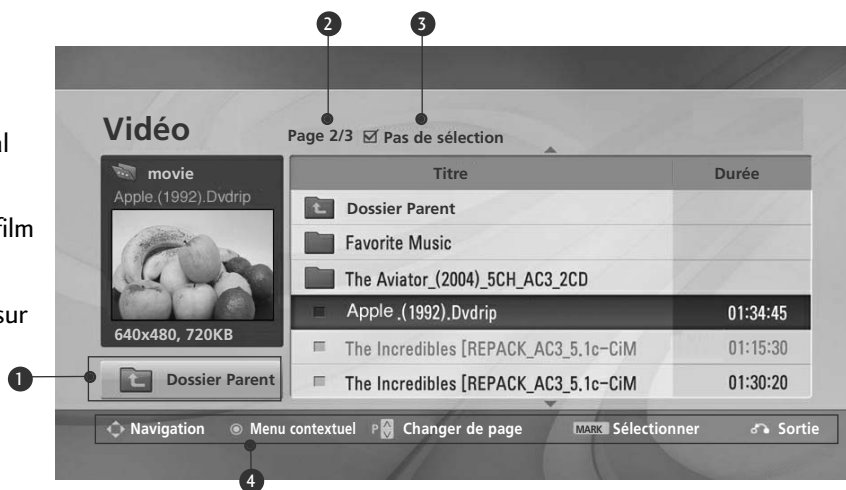 2 3
Vidéo
Page 2/3 Pas de sélection
al
movie
Titre Durée
Apple.(1992).Dvdrip
Dossier Parent
film
Favorite Music
The Aviator_(2004)_5CH_AC3_2CD
sur
Apple .(1992).Dvdrip 01:34:45
640x480, 720KB
The Incredibles [REPACK_AC3_5.1c-CiM 01:15:30
1 Dossier Parent
The Incredibles [REPACK_AC3_5.1c-CiM 01:30:20
Navigation Menu contextuel P Changer de page MARK Sélectionner Sortie
4